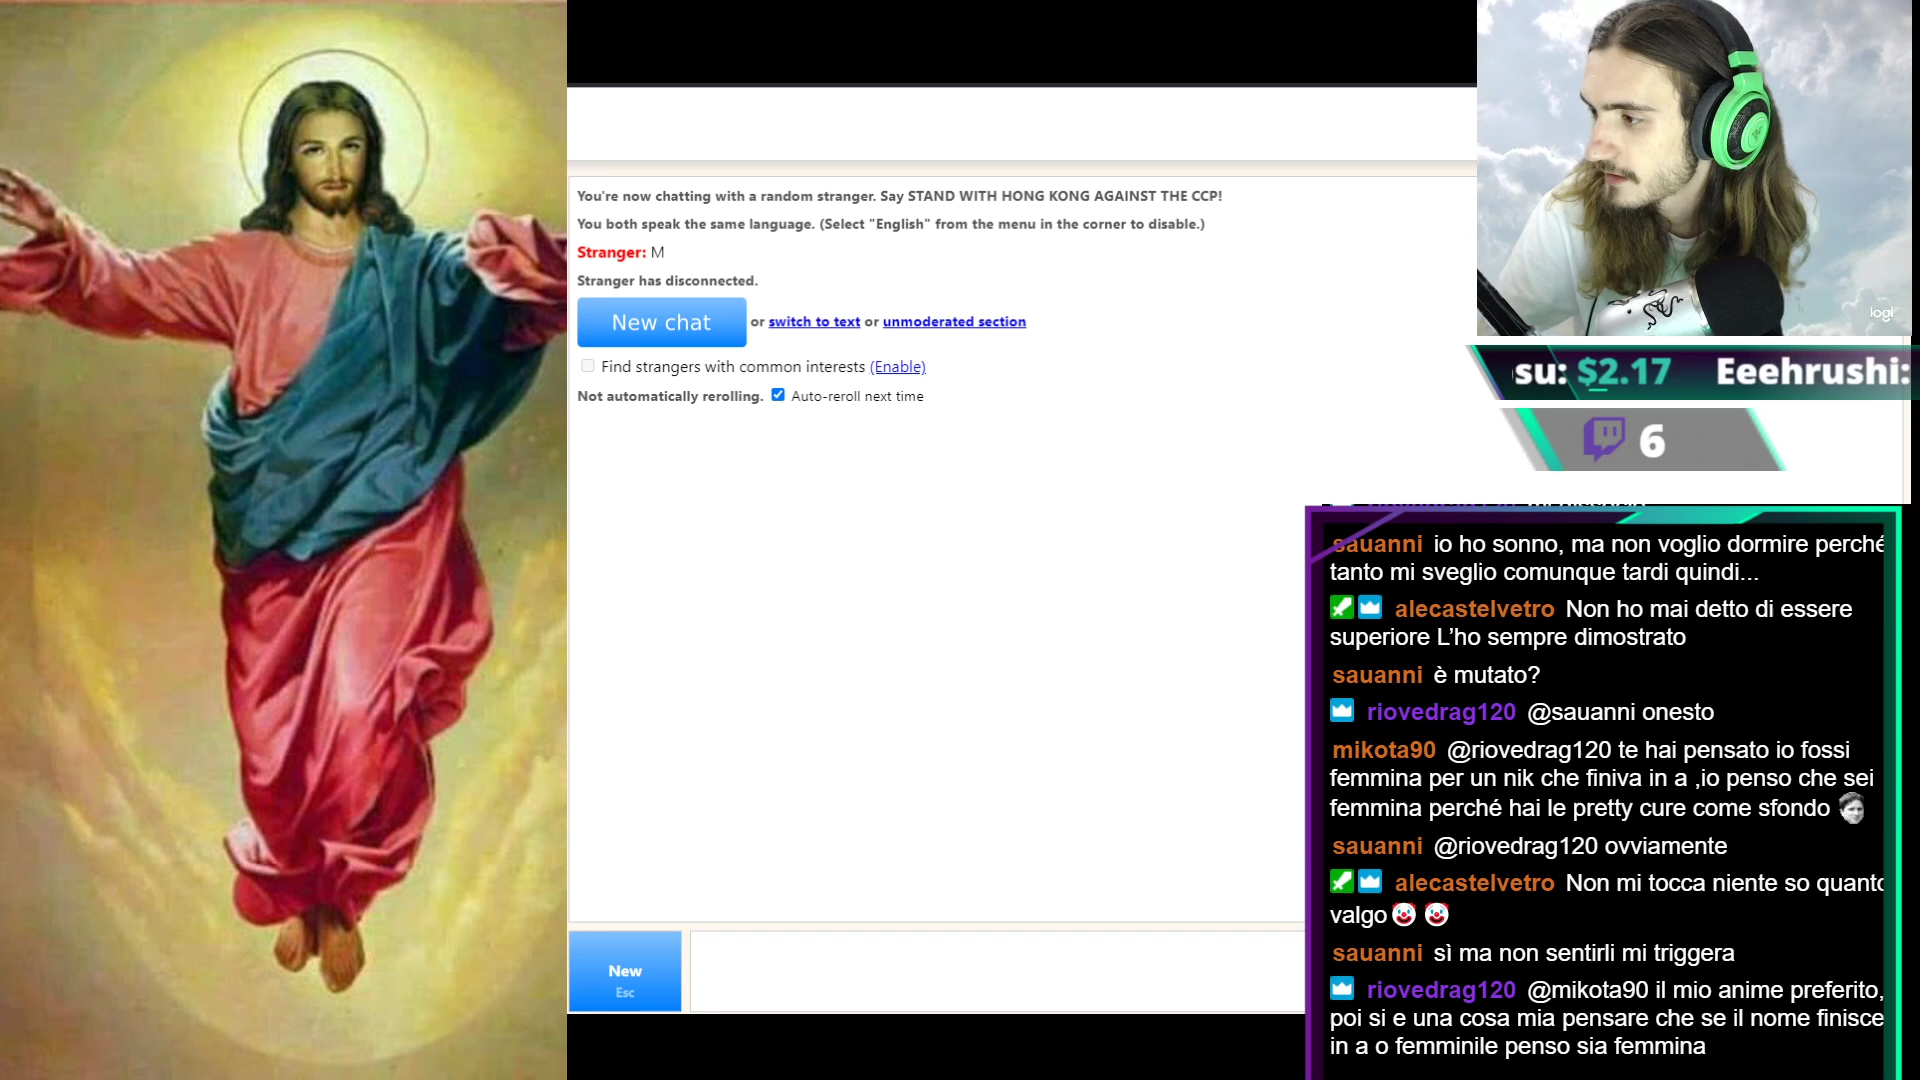 You're now chatting with a random stranger. Say STAND WITH HONG KONG AGAINST THE CCP!
You both speak the same language. (Select "English" from the menu in the corner to disable.)
Stranger: M
Stranger has disconnected.
New chat or switch to text or unmoderated section
Find strangers with common interests (Enable)
Not automatically rerolling. Auto-reroll next time
New
Esc
logi
su: $2.17 Eeehrushi:
6
sauanni io ho sonno, ma non voglio dormire perché
tanto mi sveglio comunque tardi quindi...
alecastelvetro Non ho mai detto di essere
superiore L'ho sempre dimostrato
sauanni è mutato?
riovedrag120 @sauanni onesto
mikota90 @riovedrag120 te hai pensato io fossi
femmina per un nik che finiva in a ,io penso che sei
femmina perché hai le pretty cure come sfondo
sauanni @riovedrag120 ovviamente
alecastelvetro Non mi tocca niente so quanto
valgo
sauanni sì ma non sentirli mi triggera
riovedrag120 @mikota90 il mio anime preferito,
poi si e una cosa mia pensare che se il nome finisce
in a o femminile penso sia femmina